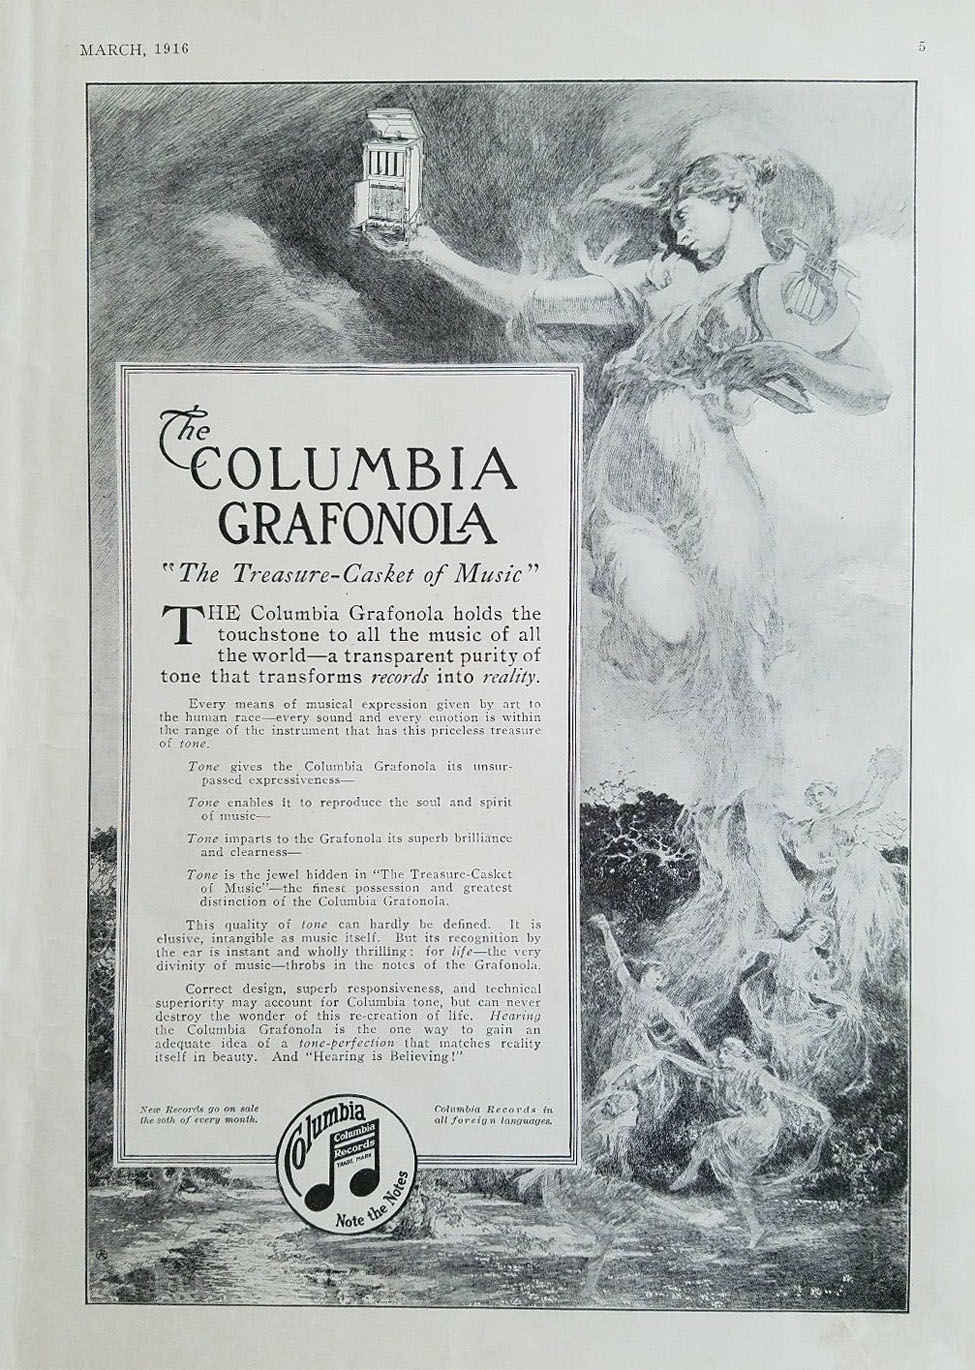 MARCH, 1916
5
The
COLUMBIA
GRAFONOLA
"The Treasure-Casket of Music"
THE Columbia Grafonola holds the
touchstone to all the music of all
the world—a transparent purity of
tone that transforms records into reality.
Every means of musical expression given by art to
the human race—every sound and every emotion is within
the range of the instrument that has this priceless treasure
of tone.
Tone gives the Columbia Grafonola its unsur-
passed expressiveness—
Tone enables it to reproduce the soul and spirit
of music—
Tone imparts to the Grafonola its superb brilliance
and clearness—
Tone is the jewel hidden in "The Treasure-Casket
of Music"—the finest possession and greatest
distinction of the Columbia Grafonola.
This quality of tone can hardly be defined. It is
elusive, intangible as music itself. But its recognition by
the ear is instant and wholly thrilling: for life—the very
divinity of music—throbs in the notes of the Grafonola.
Correct design, superb responsiveness, and technical
superiority may account for Columbia tone, but can never
destroy the wonder of this re-creation of life. Hearing
the Columbia Grafonola is the one way to gain an
adequate idea of a tone-perfection that matches reality
itself in beauty. And "Hearing is Believing!"
New Records go on sale
the 20th of every month.
Columbia Records in
all foreign languages.
Columbia
Columbia
Records
TRADE MARK
Note the Notes